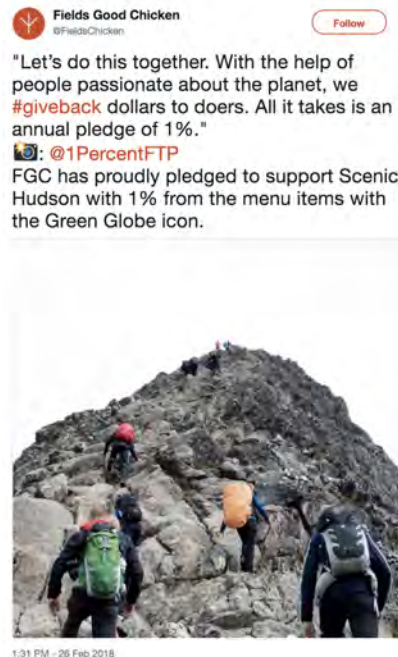 Fields Good Chicken
@FieldsChicken
Follow
"Let's do this together. With the help of
people passionate about the planet, we
#giveback dollars to doers. All it takes is an
annual pledge of 1%."
📷: @1PercentFTP
FGC has proudly pledged to support Scenic
Hudson with 1% from the menu items with
the Green Globe icon.
1:31 PM - 26 Feb 2018